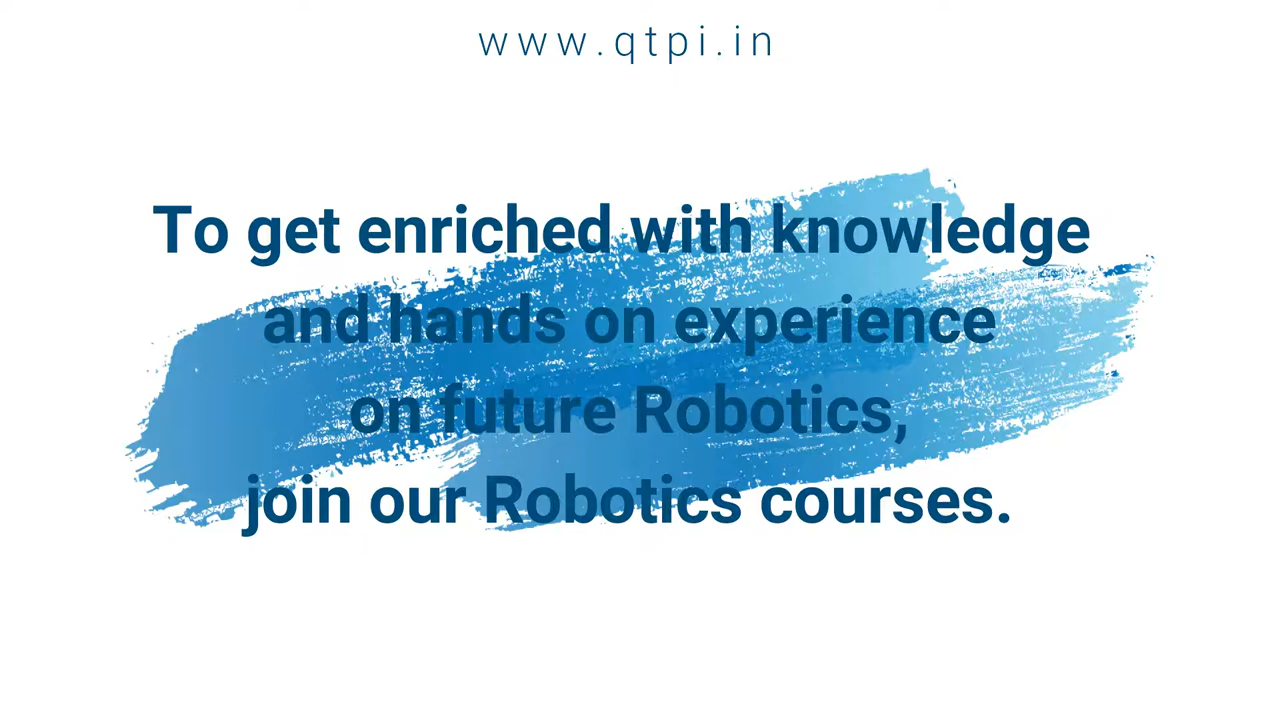 www.qtpi.in
To get enriched with knowledge
and hands on experience
on future Robotics,
join our Robotics courses.